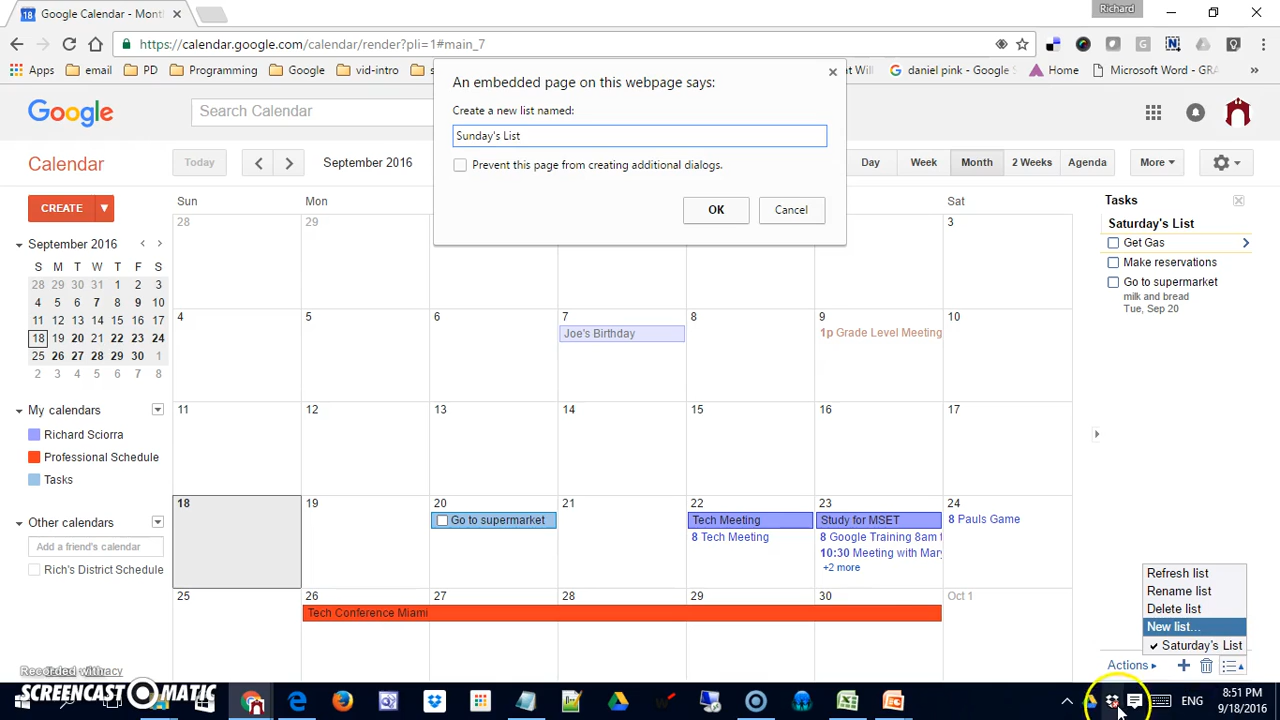 Google Calendar - Mont
Richard
https://calendar.google.com/calendar/render?pli=1#main_7
Apps email PD Programming Google vid-intro daniel pink - Google S Home Microsoft Word - GRA »
An embedded page on this webpage says:
Create a new list named:
Sunday's List
Prevent this page from creating additional dialogs.
OK Cancel
Google
Search Calendar
Calendar
Today September 2016 Day Week Month 2 Weeks Agenda More
CREATE
September 2016
S M T W T F S
28 29 30 31 1 2 3
4 5 6 7 8 9 10
11 12 13 14 15 16 17
18 19 20 21 22 23 24
25 26 27 28 29 30 1
2 3 4 5 6 7 8
My calendars
Richard Sciorra
Professional Schedule
Tasks
Other calendars
Add a friend's calendar
Rich's District Schedule
Sun Mon Sat
28 29 3
4 5 6 7 8 9 10
Joe's Birthday
1p Grade Level Meeting
11 12 13 14 15 16 17
18 19 20 21 22 23 24
Go to supermarket
Tech Meeting
8 Tech Meeting
Study for MSET
8 Google Training 8am t
10:30 Meeting with Mary
+2 more
8 Pauls Game
25 26 27 28 29 30 Oct 1
Tech Conference Miami
Tasks
Saturday's List
Get Gas
Make reservations
Go to supermarket
milk and bread
Tue, Sep 20
Refresh list
Rename list
Delete list
New list...
Saturday's List
Actions
Recorded with
SCREENCAST MATIC
ENG
8:51 PM
9/18/2016